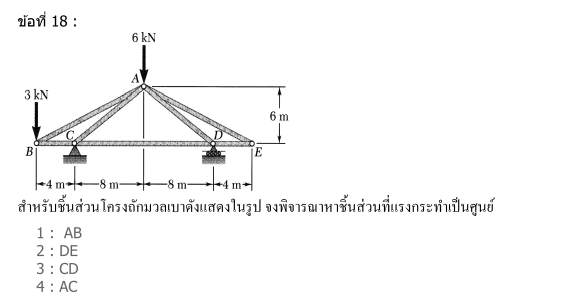 ข้อที่ 18 :
6 kN
A
3 kN
6 m
C
D
B
E
4 m
8 m
8 m
4 m
สำหรับชิ้นส่วนโครงถักมวลเบาดังแสดงในรูป จงพิจารณาหาชิ้นส่วนที่แรงกระทำเป็นศูนย์
1 : AB
2 : DE
3 : CD
4 : AC